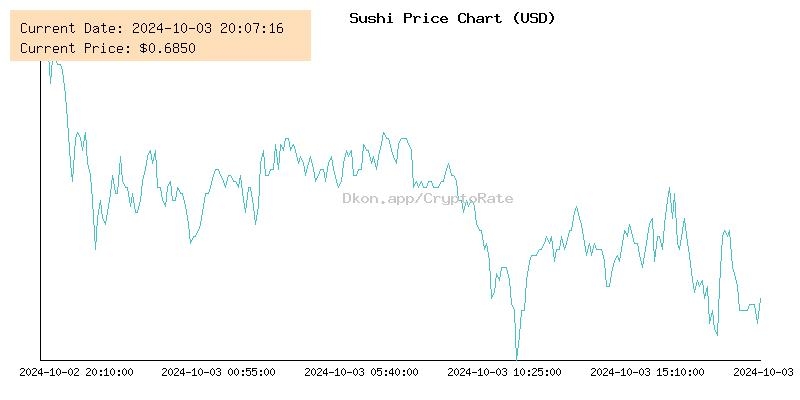 Sushi Price Chart (USD)
Current Date: 2024-10-03 20:07:16
Current Price: $0.6850
Dkon.app/CryptoRate
2024-10-02 20:10:00 2024-10-03 00:55:00 2024-10-03 05:40:00 2024-10-03 10:25:00 2024-10-03 15:10:00 2024-10-03